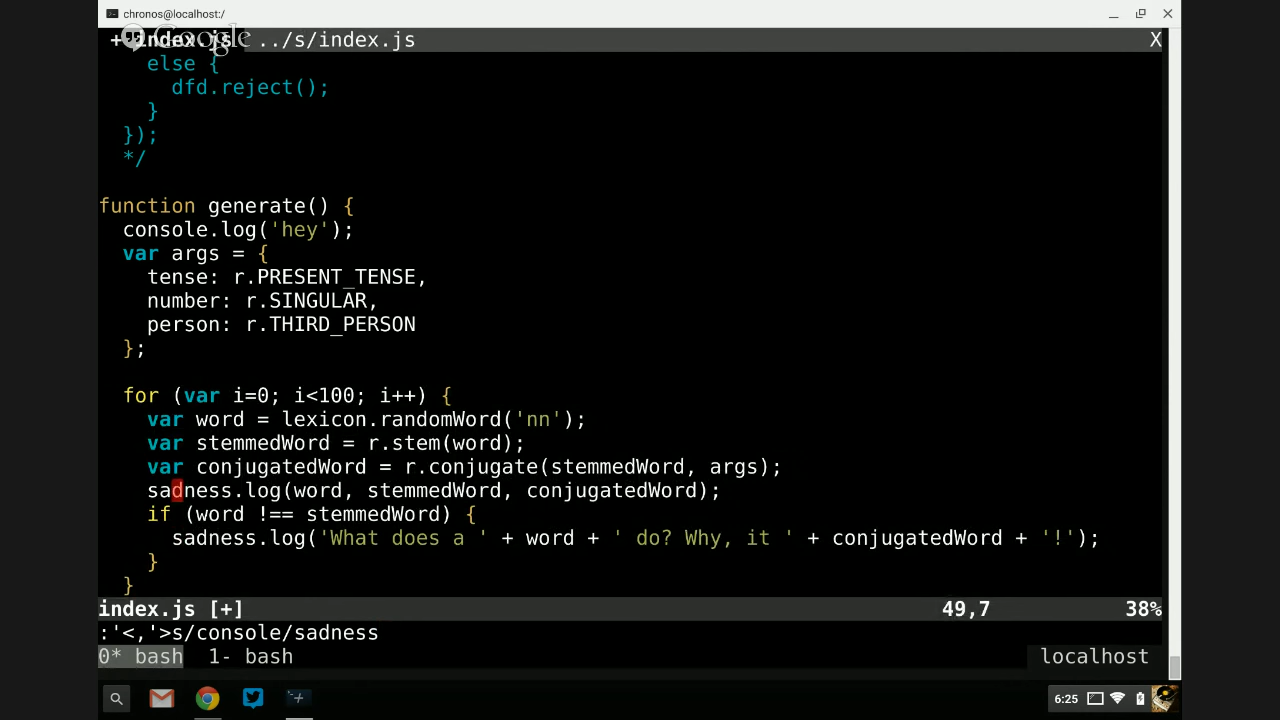 chronos@localhost:/
Google
+ index.js ../s/index.js X
else {
dfd.reject();
}
});
*/
function generate() {
console.log('hey');
var args = {
tense: r.PRESENT_TENSE,
number: r.SINGULAR,
person: r.THIRD_PERSON
};
for (var i=0; i<100; i++) {
var word = lexicon.randomWord('nn');
var stemmedWord = r.stem(word);
var conjugatedWord = r.conjugate(stemmedWord, args);
sadness.log(word, stemmedWord, conjugatedWord);
if (word !== stemmedWord) {
sadness.log('What does a ' + word + ' do? Why, it ' + conjugatedWord + '!');
}
}
index.js [+] 49,7 38%
:'<,'>s/console/sadness
0* bash 1- bash localhost
6:25